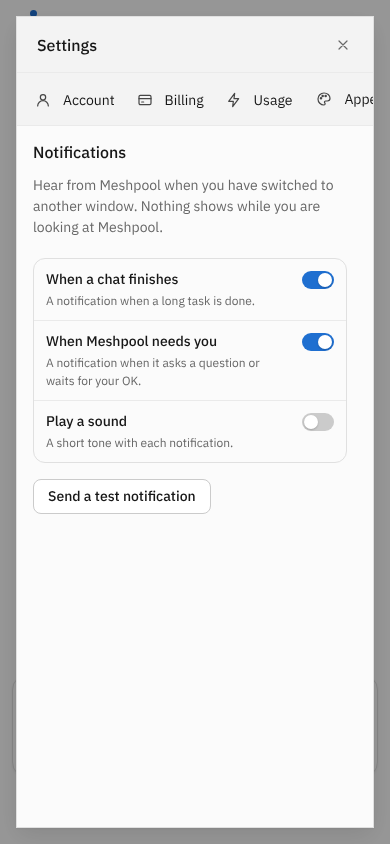 Settings
Account Billing Usage Appe
Notifications
Hear from Meshpool when you have switched to
another window. Nothing shows while you are
looking at Meshpool.
When a chat finishes
A notification when a long task is done.
When Meshpool needs you
A notification when it asks a question or
waits for your OK.
Play a sound
A short tone with each notification.
Send a test notification